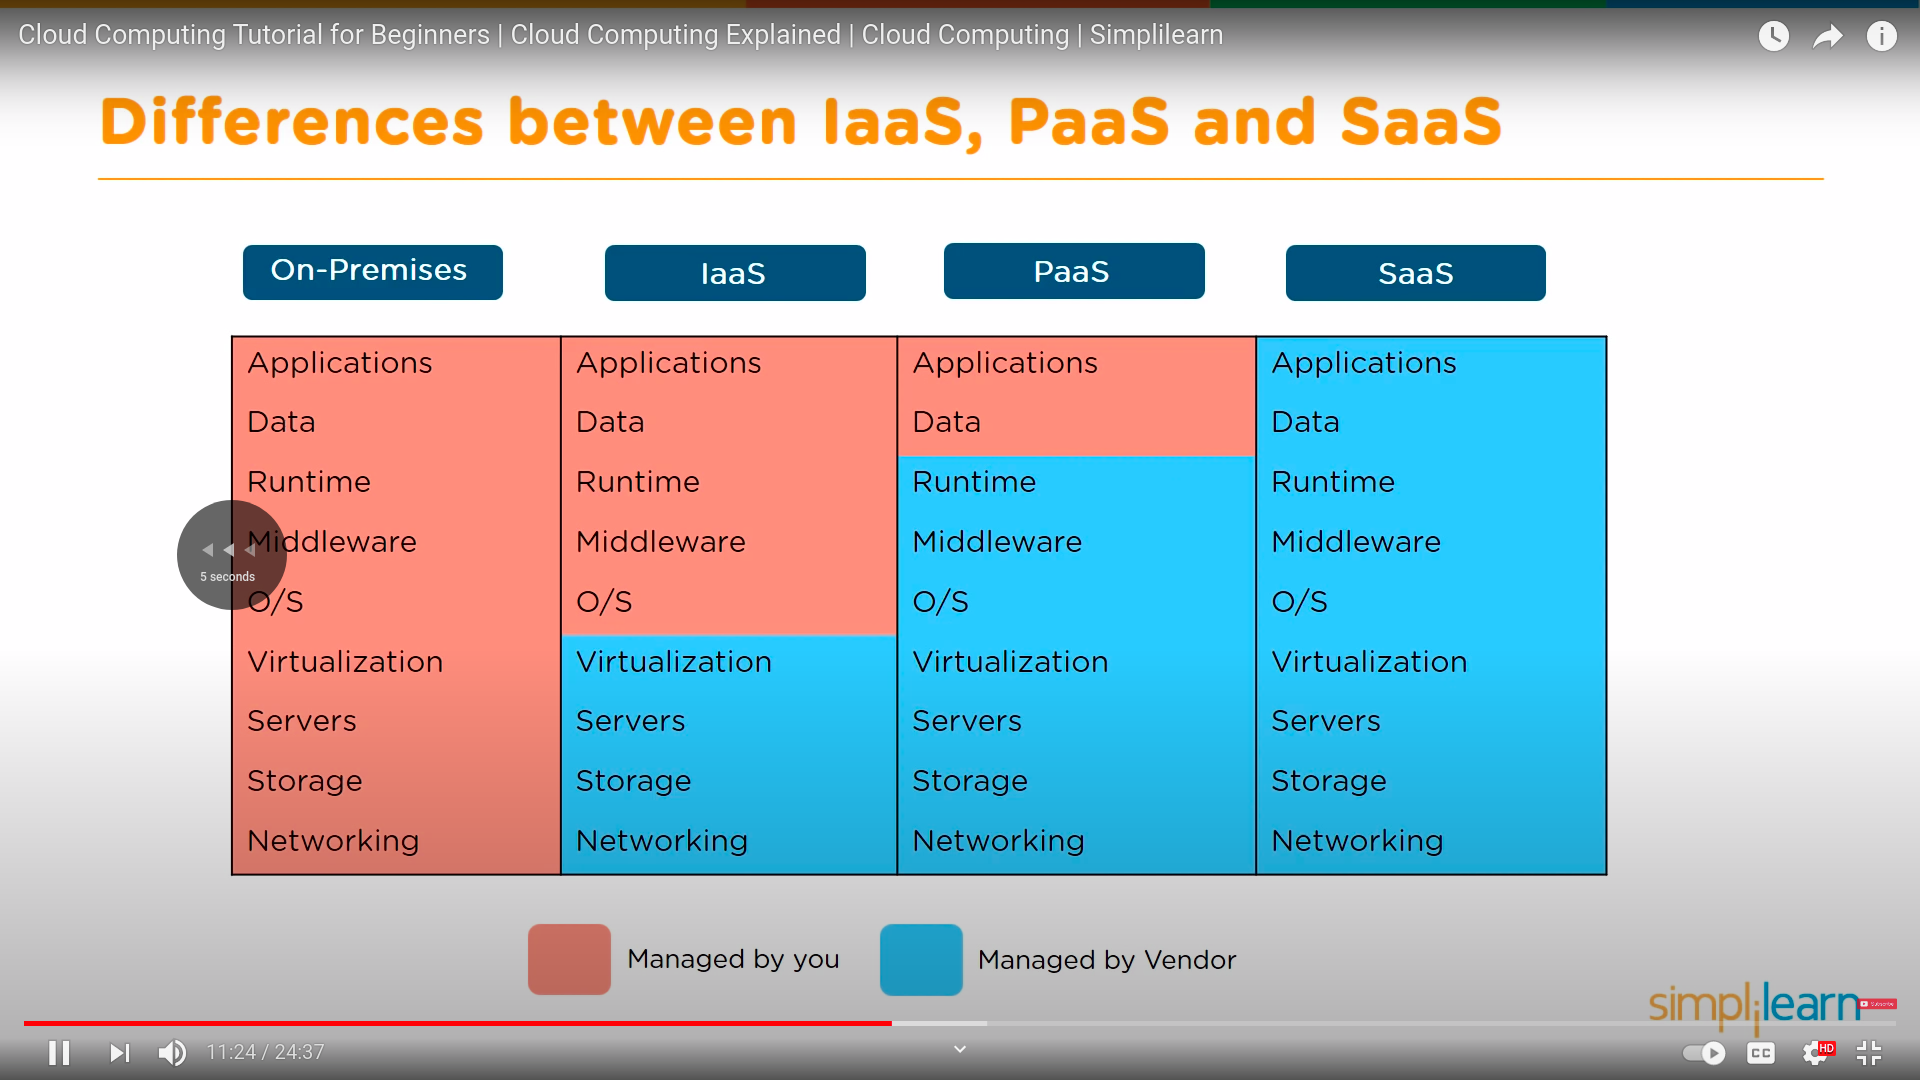 Cloud Computing Tutorial for Beginners | Cloud Computing Explained | Cloud Computing | Simplilearn
Differences between IaaS, PaaS and SaaS
On-Premises IaaS PaaS SaaS
Applications Applications Applications Applications
Data Data Data Data
Runtime Runtime Runtime Runtime
Middleware Middleware Middleware Middleware
5 seconds
O/S O/S O/S O/S
Virtualization Virtualization Virtualization Virtualization
Servers Servers Servers Servers
Storage Storage Storage Storage
Networking Networking Networking Networking
Managed by you Managed by Vendor
simplilearn
11:24 / 24:37
CC HD